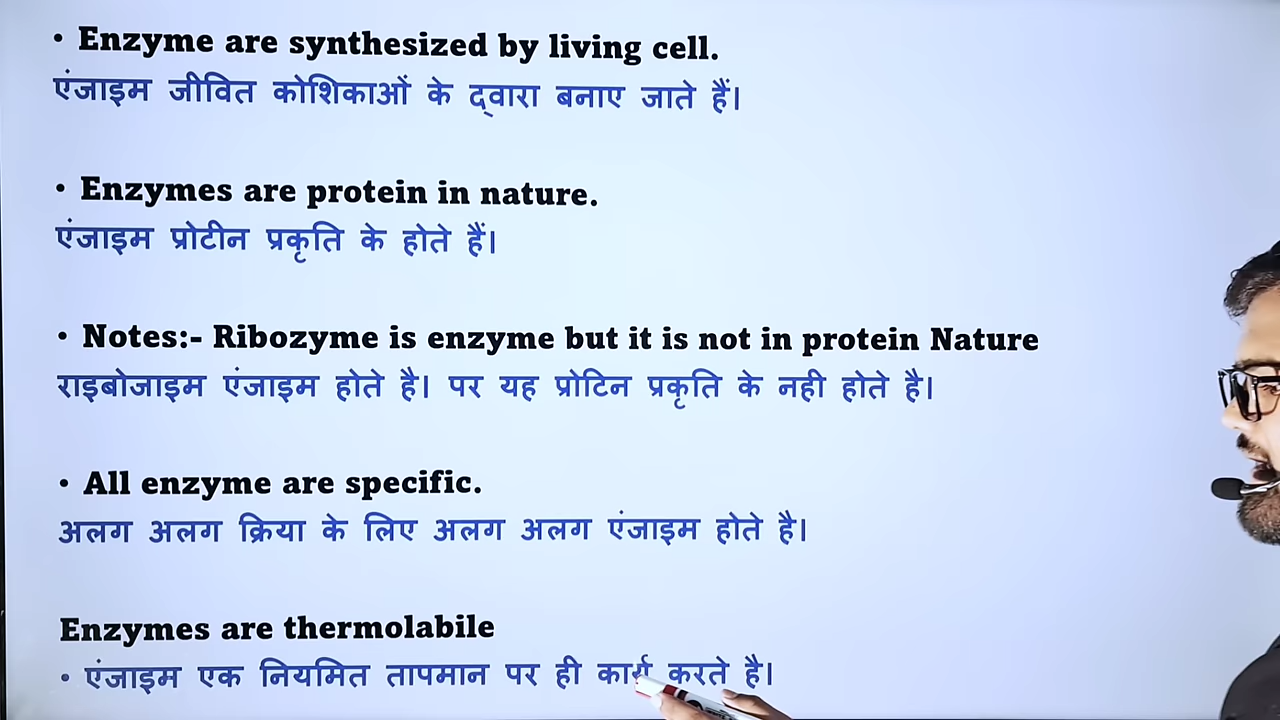 • Enzyme are synthesized by living cell.
एंजाइम जीवित कोशिकाओं के द्वारा बनाए जाते हैं।
• Enzymes are protein in nature.
एंजाइम प्रोटीन प्रकृति के होते हैं।
• Notes:- Ribozyme is enzyme but it is not in protein Nature
राइबोजाइम एंजाइम होते है। पर यह प्रोटिन प्रकृति के नही होते है।
• All enzyme are specific.
अलग अलग क्रिया के लिए अलग अलग एंजाइम होते है।
Enzymes are thermolabile
• एंजाइम एक नियमित तापमान पर ही कार्य करते है।